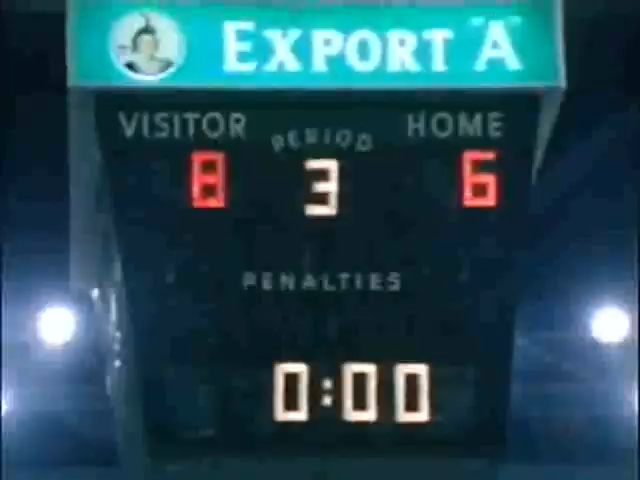 EXPORT "A"
VISITOR PERIOD HOME
8 3 6
PENALTIES
0:00